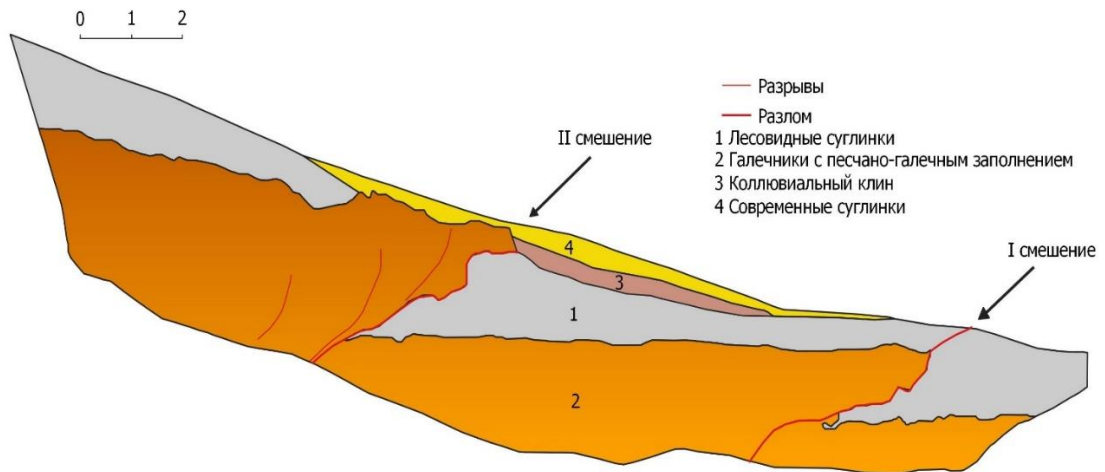 0 1 2
Разрывы
Разлом
1 Лесовидные суглинки
2 Галечники с песчано-галечным заполнением
3 Коллювиальный клин
4 Современные суглинки
II смешение
I смешение
4
3
1
2